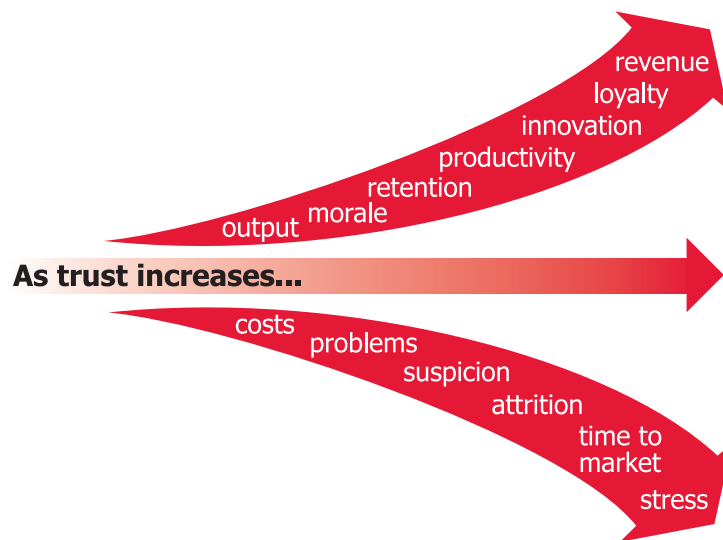 revenue
loyalty
innovation
productivity
retention
morale
output
As trust increases...
costs
problems
suspicion
attrition
time to
market
stress